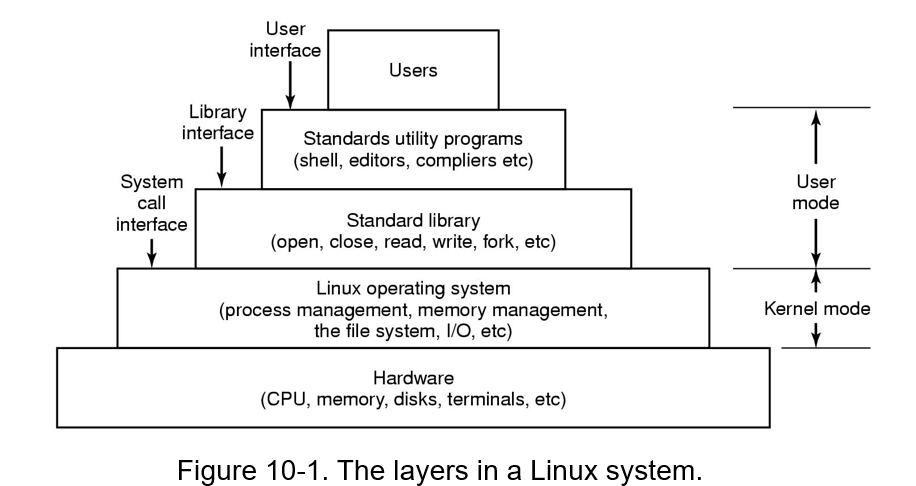 User
interface
Users
Library
interface
Standards utility programs
(shell, editors, compliers etc)
System
call
interface
Standard library
(open, close, read, write, fork, etc)
User
mode
Linux operating system
(process management, memory management,
the file system, I/O, etc)
Kernel mode
Hardware
(CPU, memory, disks, terminals, etc)
Figure 10-1. The layers in a Linux system.